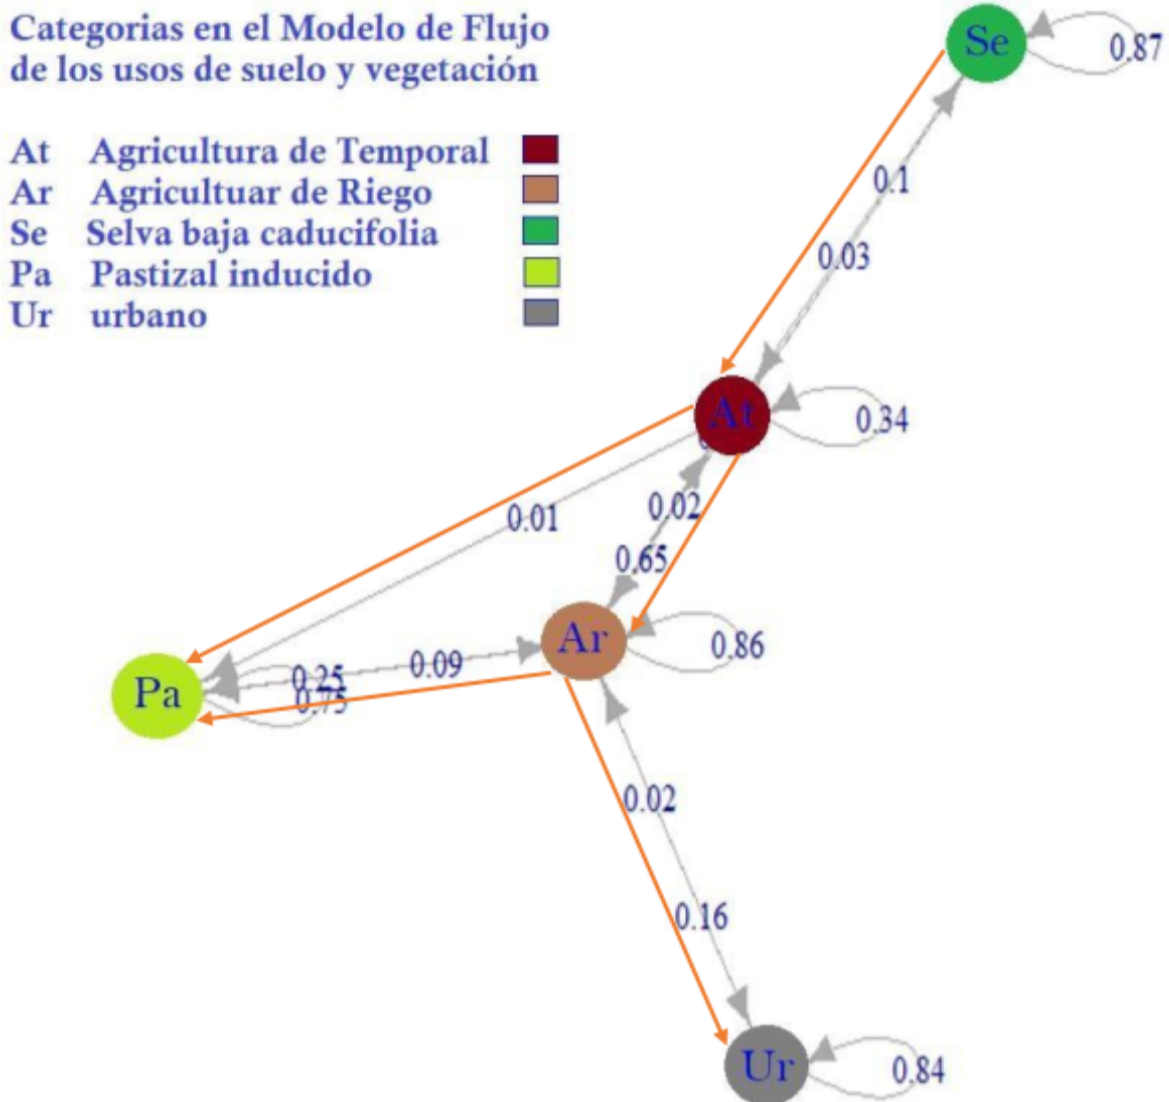 Categorias en el Modelo de Flujo
de los usos de suelo y vegetación
At Agricultura de Temporal
Ar Agricultuar de Riego
Se Selva baja caducifolia
Pa Pastizal inducido
Ur urbano
Se
0.87
0.1
0.03
At
0.34
0.01
0.02
0.65
Ar
0.86
0.09
0.25
0.75
Pa
0.02
0.16
Ur
0.84